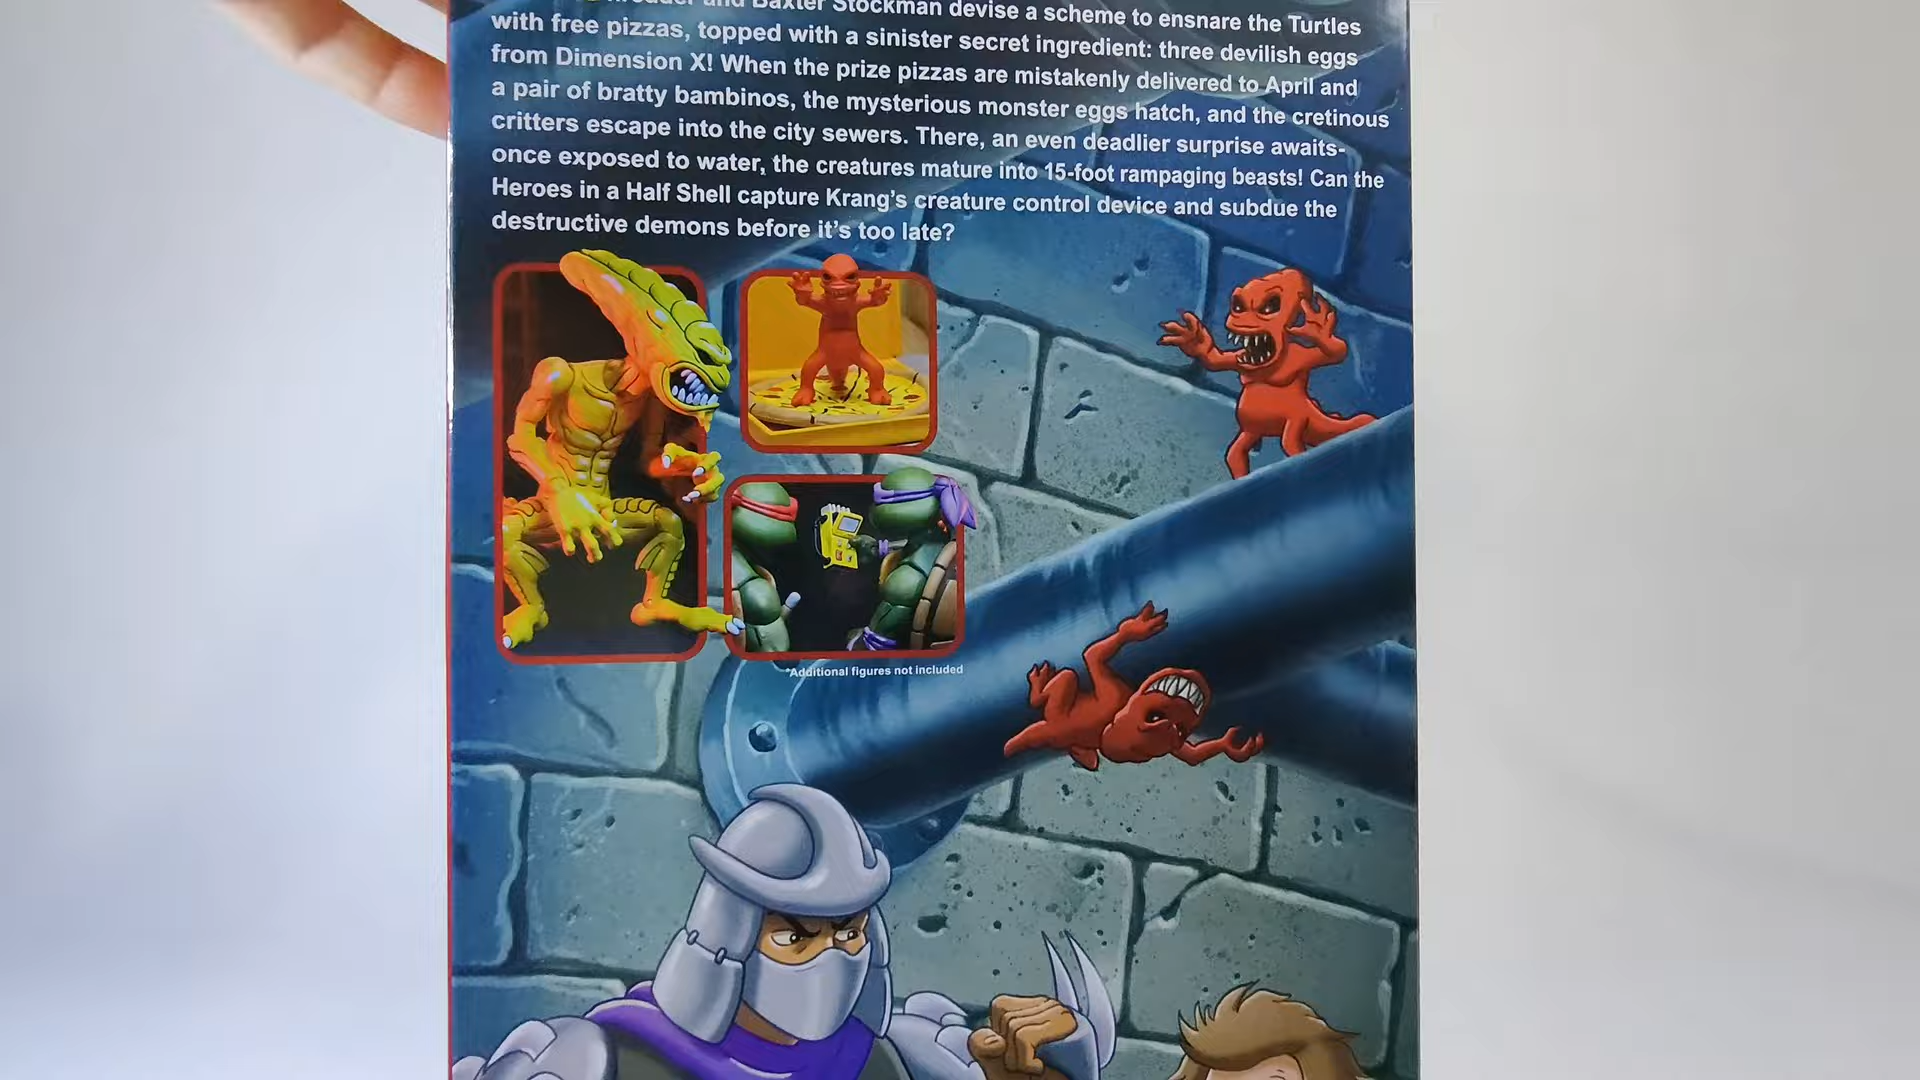 and Baxter Stockman devise a scheme to ensnare the Turtles
with free pizzas, topped with a sinister secret ingredient: three devilish eggs
from Dimension X! When the prize pizzas are mistakenly delivered to April and
a pair of bratty bambinos, the mysterious monster eggs hatch, and the cretinous
critters escape into the city sewers. There, an even deadlier surprise awaits-
once exposed to water, the creatures mature into 15-foot rampaging beasts! Can the
Heroes in a Half Shell capture Krang's creature control device and subdue the
destructive demons before it's too late?
*Additional figures not included